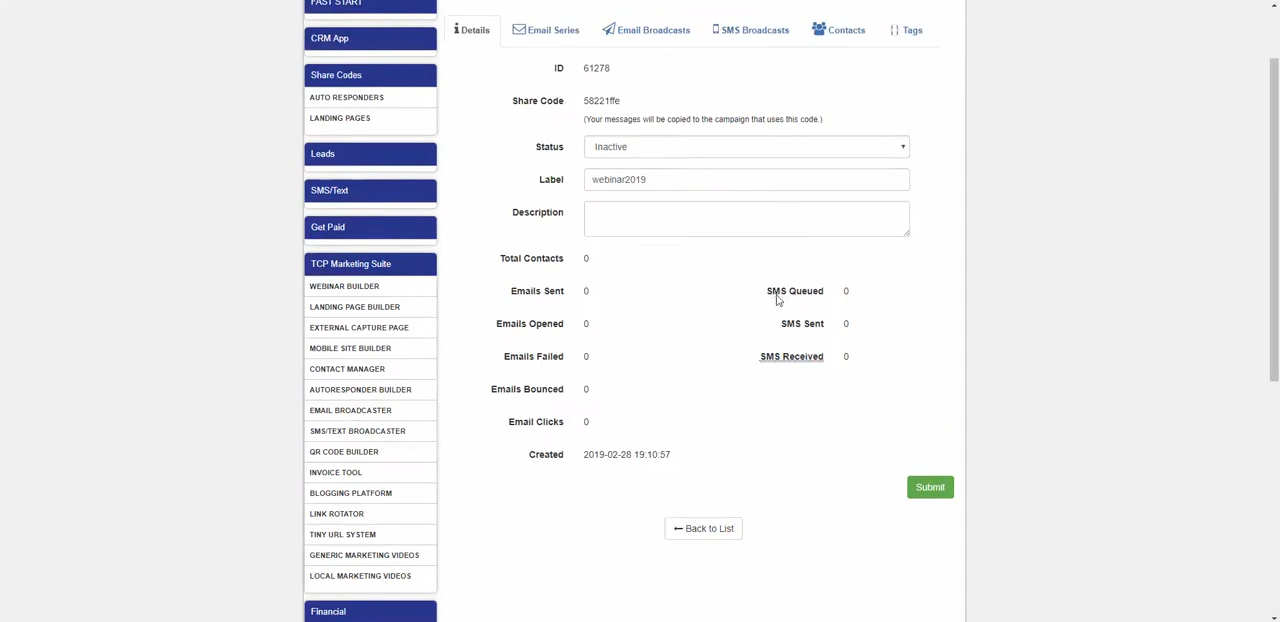 FAST START
CRM App
Share Codes
AUTO RESPONDERS
LANDING PAGES
Leads
SMS/Text
Get Paid
TCP Marketing Suite
WEBINAR BUILDER
LANDING PAGE BUILDER
EXTERNAL CAPTURE PAGE
MOBILE SITE BUILDER
CONTACT MANAGER
AUTORESPONDER BUILDER
EMAIL BROADCASTER
SMS/TEXT BROADCASTER
QR CODE BUILDER
INVOICE TOOL
BLOGGING PLATFORM
LINK ROTATOR
TINY URL SYSTEM
GENERIC MARKETING VIDEOS
LOCAL MARKETING VIDEOS
Financial
Details Email Series Email Broadcasts SMS Broadcasts Contacts Tags
ID 61278
Share Code 58221ffe
(Your messages will be copied to the campaign that uses this code.)
Status Inactive
Label webinar2019
Description
Total Contacts 0
Emails Sent 0 SMS Queued 0
Emails Opened 0 SMS Sent 0
Emails Failed 0 SMS Received 0
Emails Bounced 0
Email Clicks 0
Created 2019-02-28 19:10:57
Submit
Back to List